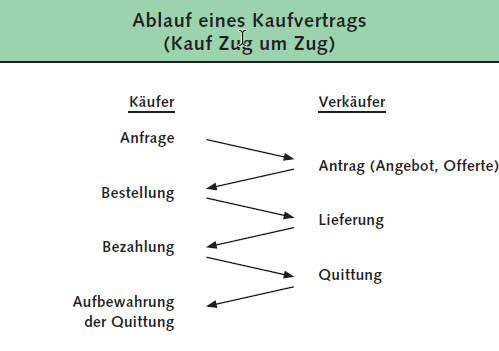 Ablauf eines Kaufvertrags
(Kauf Zug um Zug)
Käufer
Verkäufer
Anfrage
Antrag (Angebot, Offerte)
Bestellung
Lieferung
Bezahlung
Quittung
Aufbewahrung
der Quittung